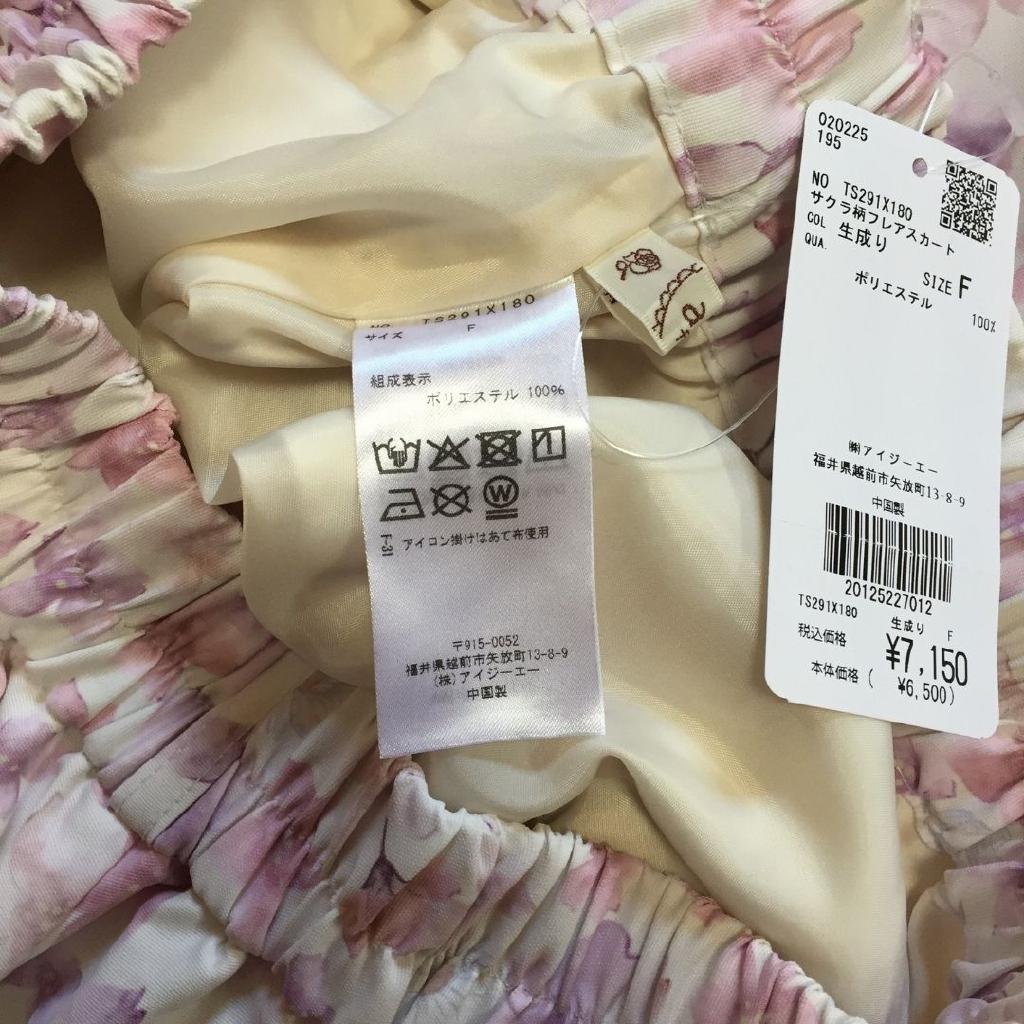 NO TS291X180
サイズ F
組成表示
ポリエステル 100%
W
アイロン掛けはあて布使用
〒915-0052
福井県越前市矢放町13-8-9
(株)アイジーエー
中国製
020225
195
NO TS291X180
サクラ柄フレアスカート
COL 生成り
QUA. SIZE F
ポリエステル 100%
㈱アイジーエー
福井県越前市矢放町13-8-9
中国製
20125227012
TS291X180 生成り F
税込価格 ¥7,150
本体価格 ( ¥6,500)